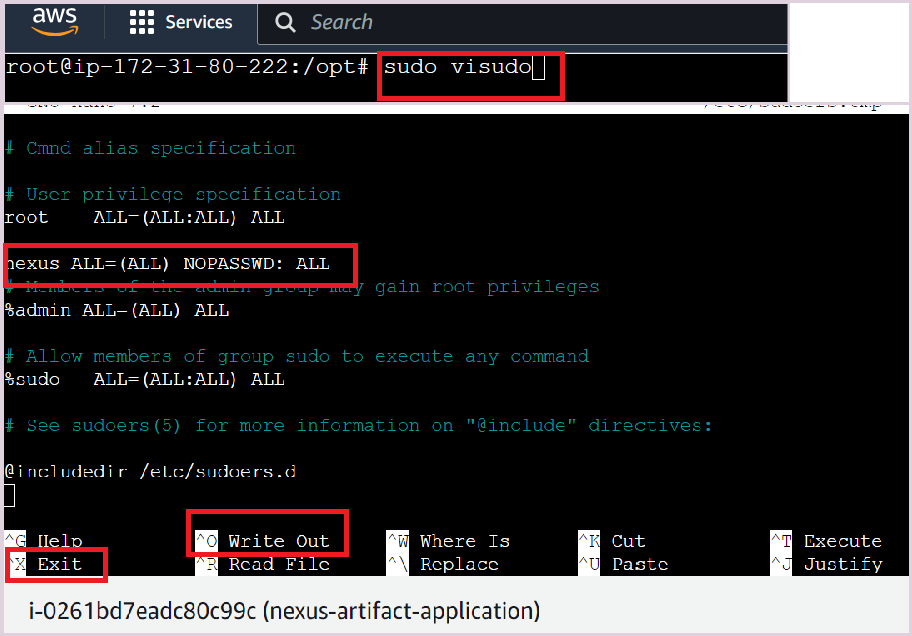 aws Services Search
root@ip-172-31-80-222:/opt# sudo visudo
# Cmnd alias specification
# User privilege specification
root ALL=(ALL:ALL) ALL
nexus ALL=(ALL) NOPASSWD: ALL
# Members of the admin group may gain root privileges
%admin ALL=(ALL) ALL
# Allow members of group sudo to execute any command
%sudo ALL=(ALL:ALL) ALL
# See sudoers(5) for more information on "@include" directives:
@includedir /etc/sudoers.d
^G Help ^O Write Out ^W Where Is ^K Cut ^T Execute
^X Exit ^R Read File ^\ Replace ^U Paste ^J Justify
i-0261bd7eadc80c99c (nexus-artifact-application)